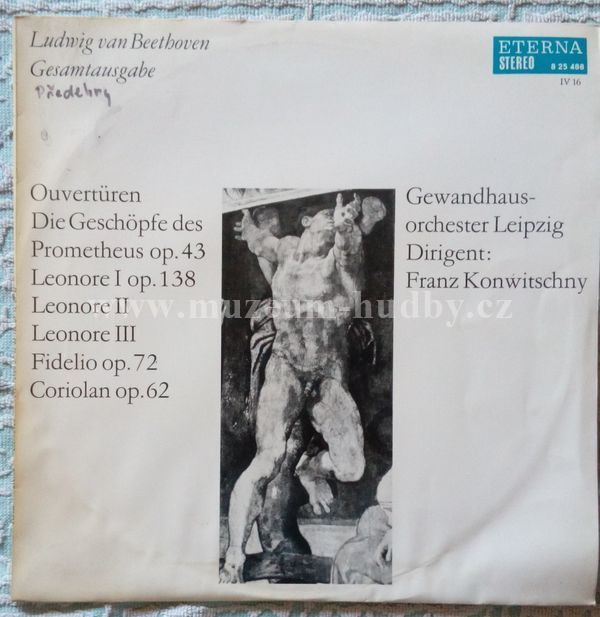 Ludwig van Beethoven
Gesamtausgabe
Předehry
ETERNA
STEREO 8 25 486
IV 16
Ouvertüren
Die Geschöpfe des
Prometheus op. 43
Leonore I op. 138
Leonore II
Leonore III
Fidelio op. 72
Coriolan op. 62
Gewandhaus-
orchester Leipzig
Dirigent:
Franz Konwitschny
www.muzeum-hudby.cz